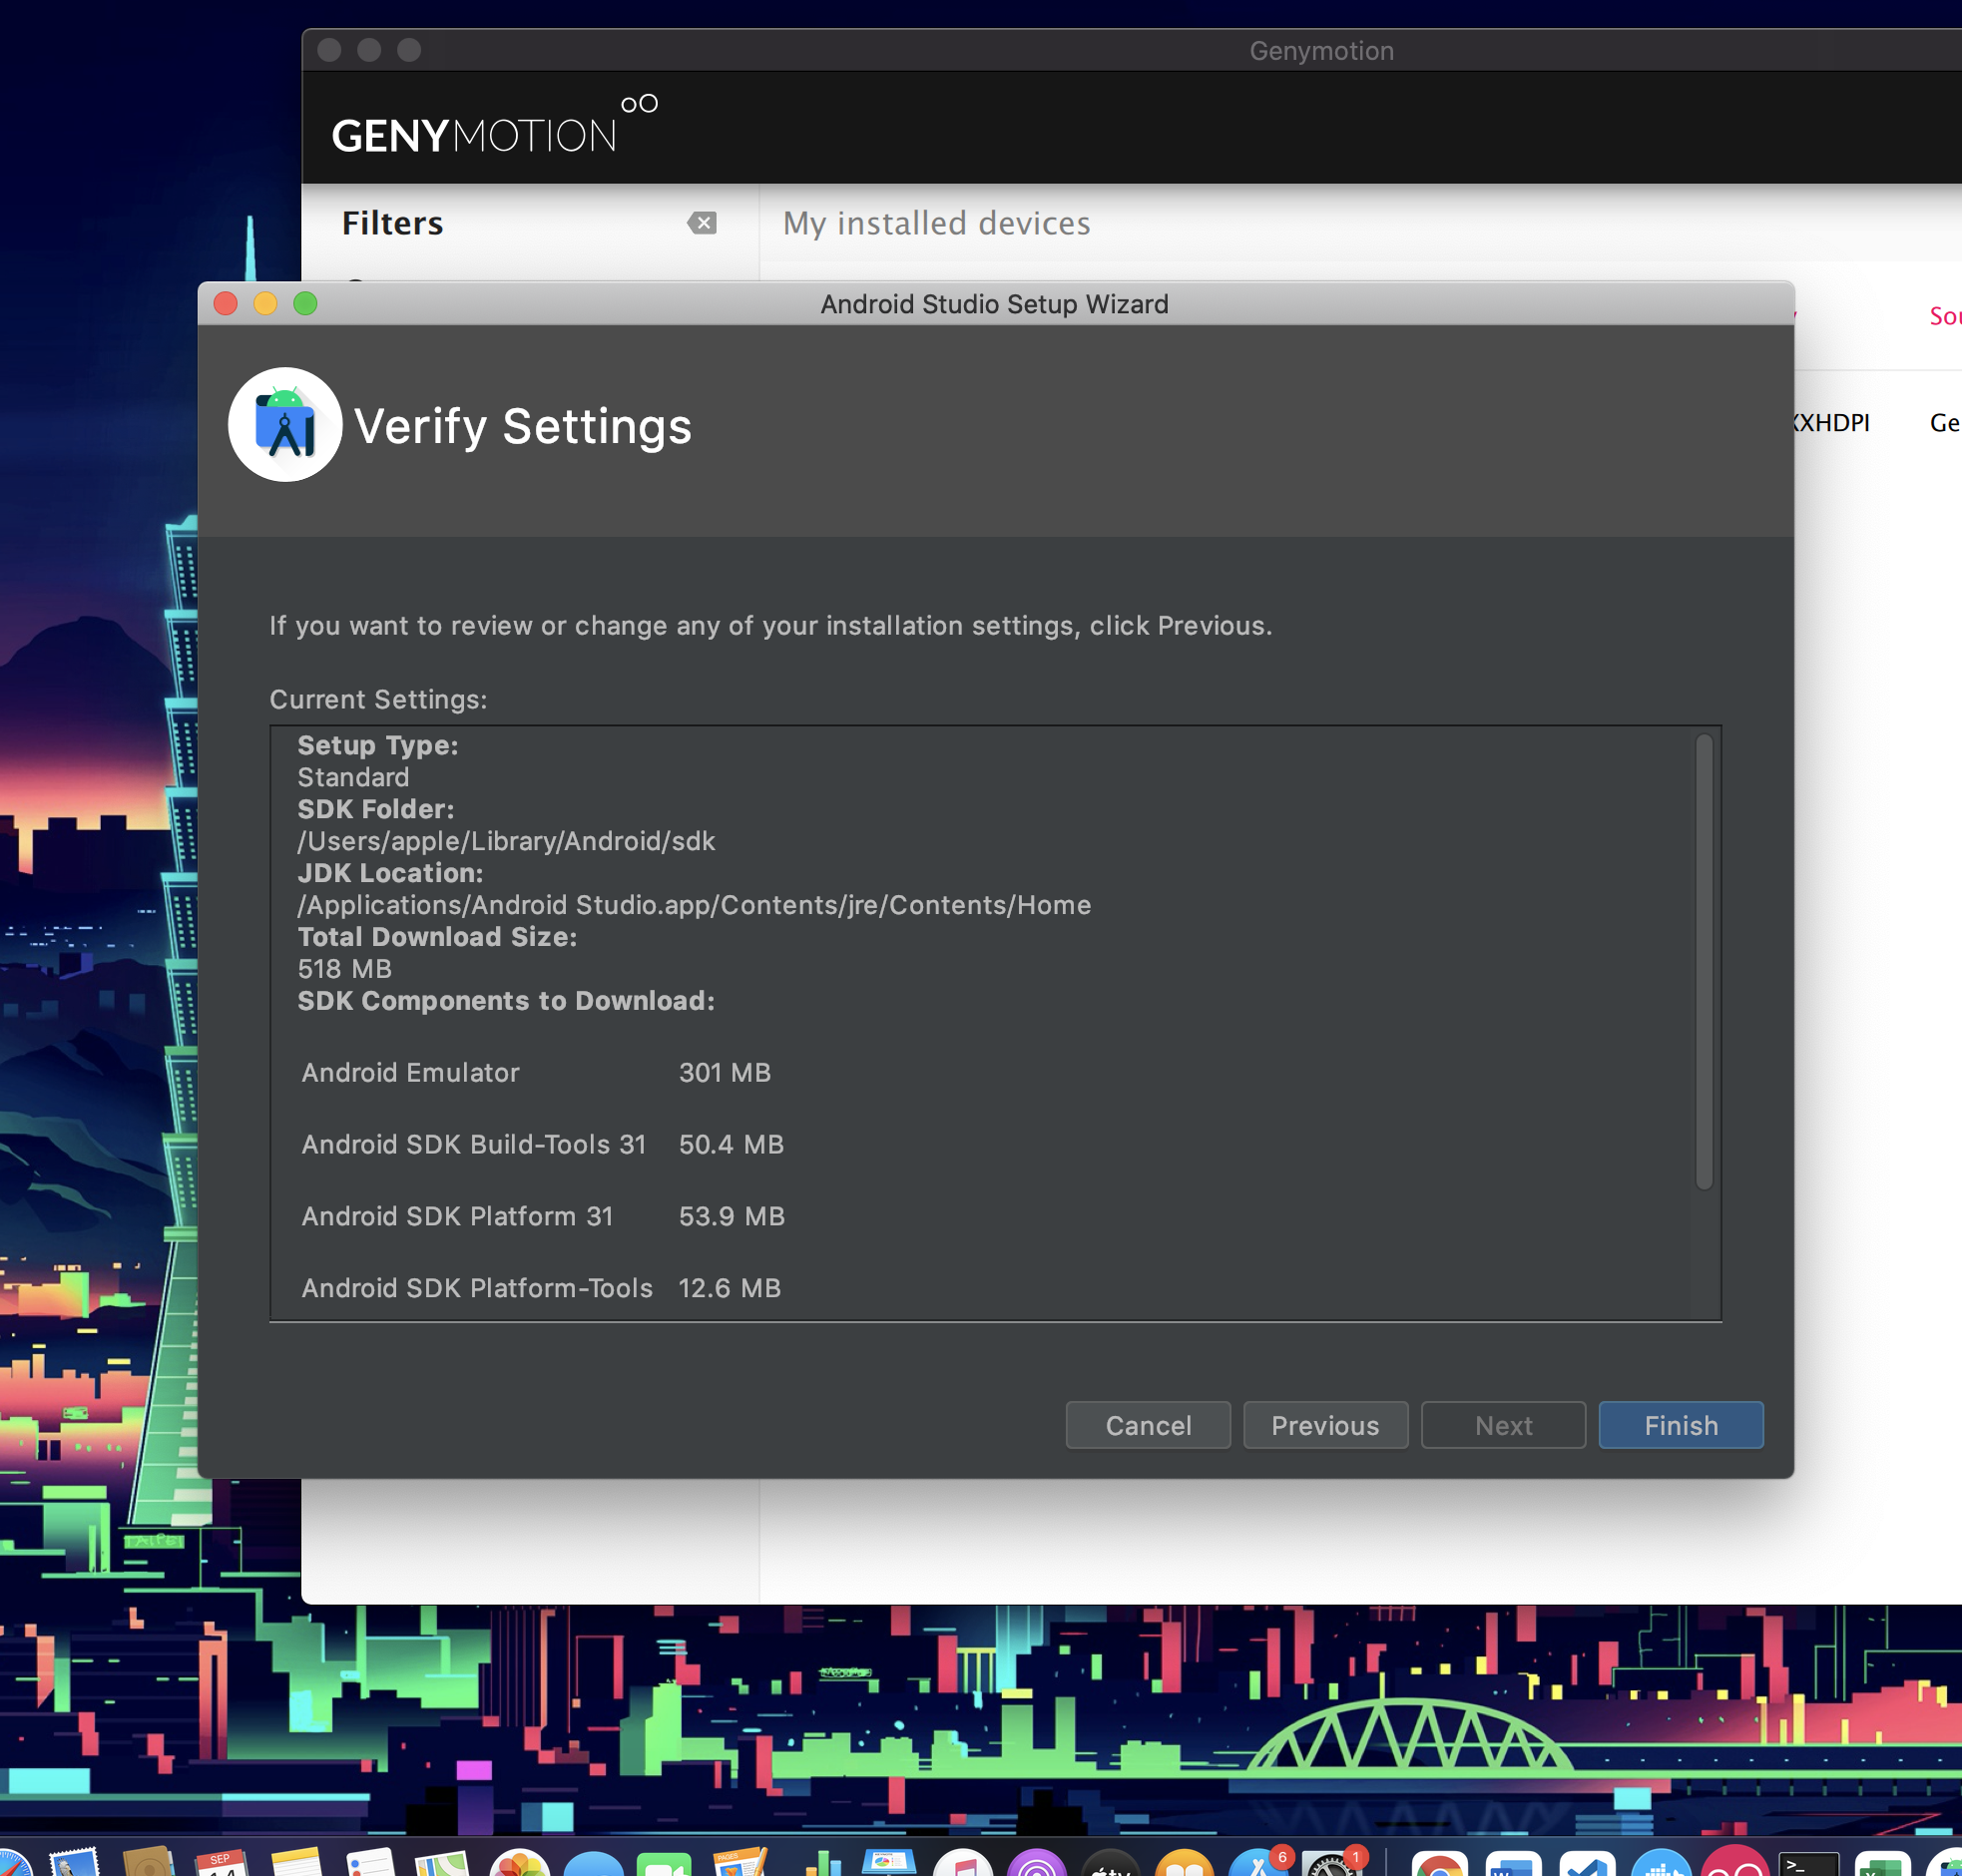 Genymotion
GENYMOTION
Filters
My installed devices
Android Studio Setup Wizard
Verify Settings
XXHDPI
If you want to review or change any of your installation settings, click Previous.
Current Settings:
Setup Type:
Standard
SDK Folder:
/Users/apple/Library/Android/sdk
JDK Location:
/Applications/Android Studio.app/Contents/jre/Contents/Home
Total Download Size:
518 MB
SDK Components to Download:
Android Emulator 301 MB
Android SDK Build-Tools 31 50.4 MB
Android SDK Platform 31 53.9 MB
Android SDK Platform-Tools 12.6 MB
Cancel Previous Next Finish
TAIPEI
SEP
PAGES
tv
6
1